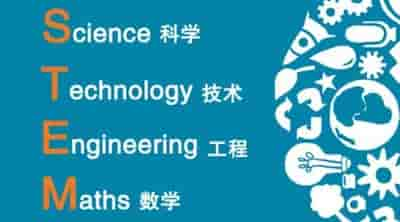 Science 科学
Technology 技术
Engineering 工程
Maths 数学